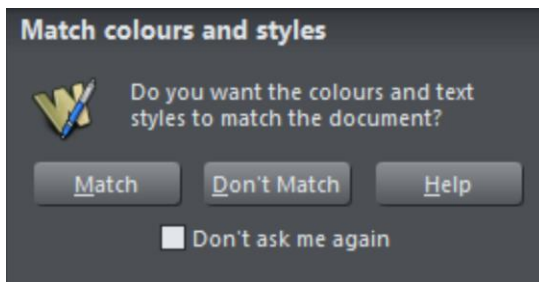 Match colours and styles
Do you want the colours and text
styles to match the document?
Match Don't Match Help
Don't ask me again